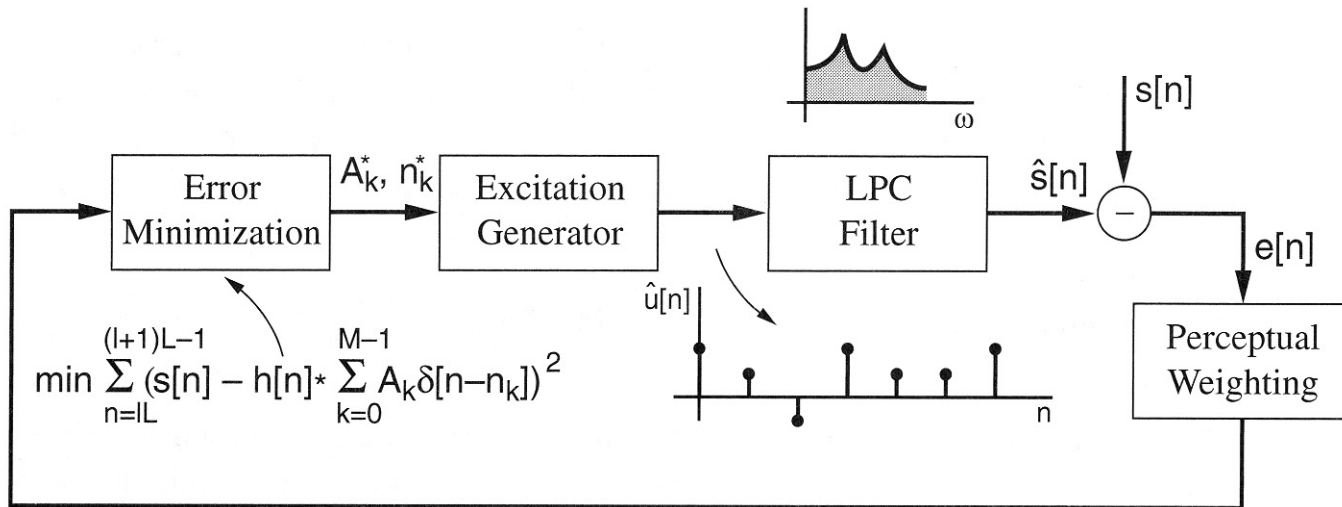 ω
s[n]
Error
Minimization
A*k, n*k
Excitation
Generator
LPC
Filter
ŝ[n]
−
e[n]
û[n]
n
Perceptual
Weighting
(l+1)L−1
M−1
min Σ (s[n] − h[n]* Σ Akδ[n−nk])²
n=lL
k=0